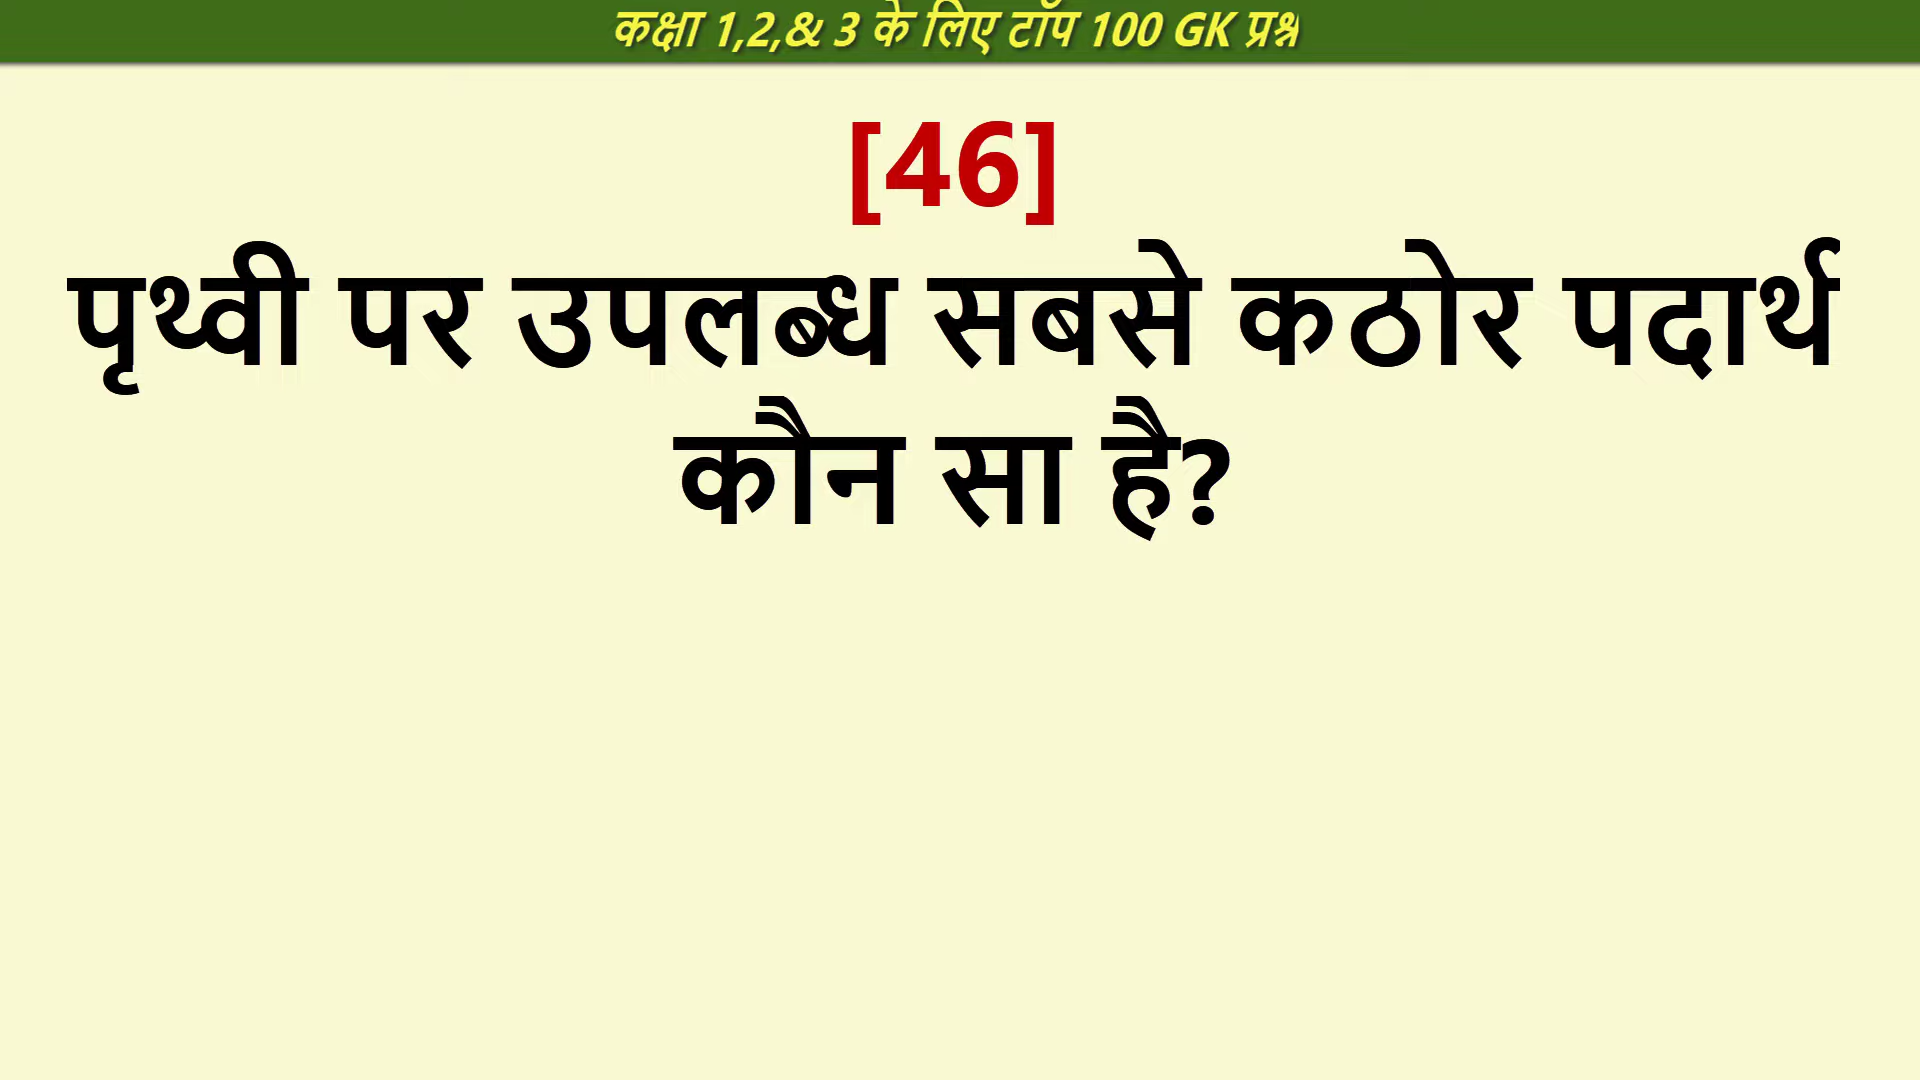 कक्षा 1,2,& 3 के लिए टॉप 100 GK प्रश्न
[46]
पृथ्वी पर उपलब्ध सबसे कठोर पदार्थ
कौन सा है?